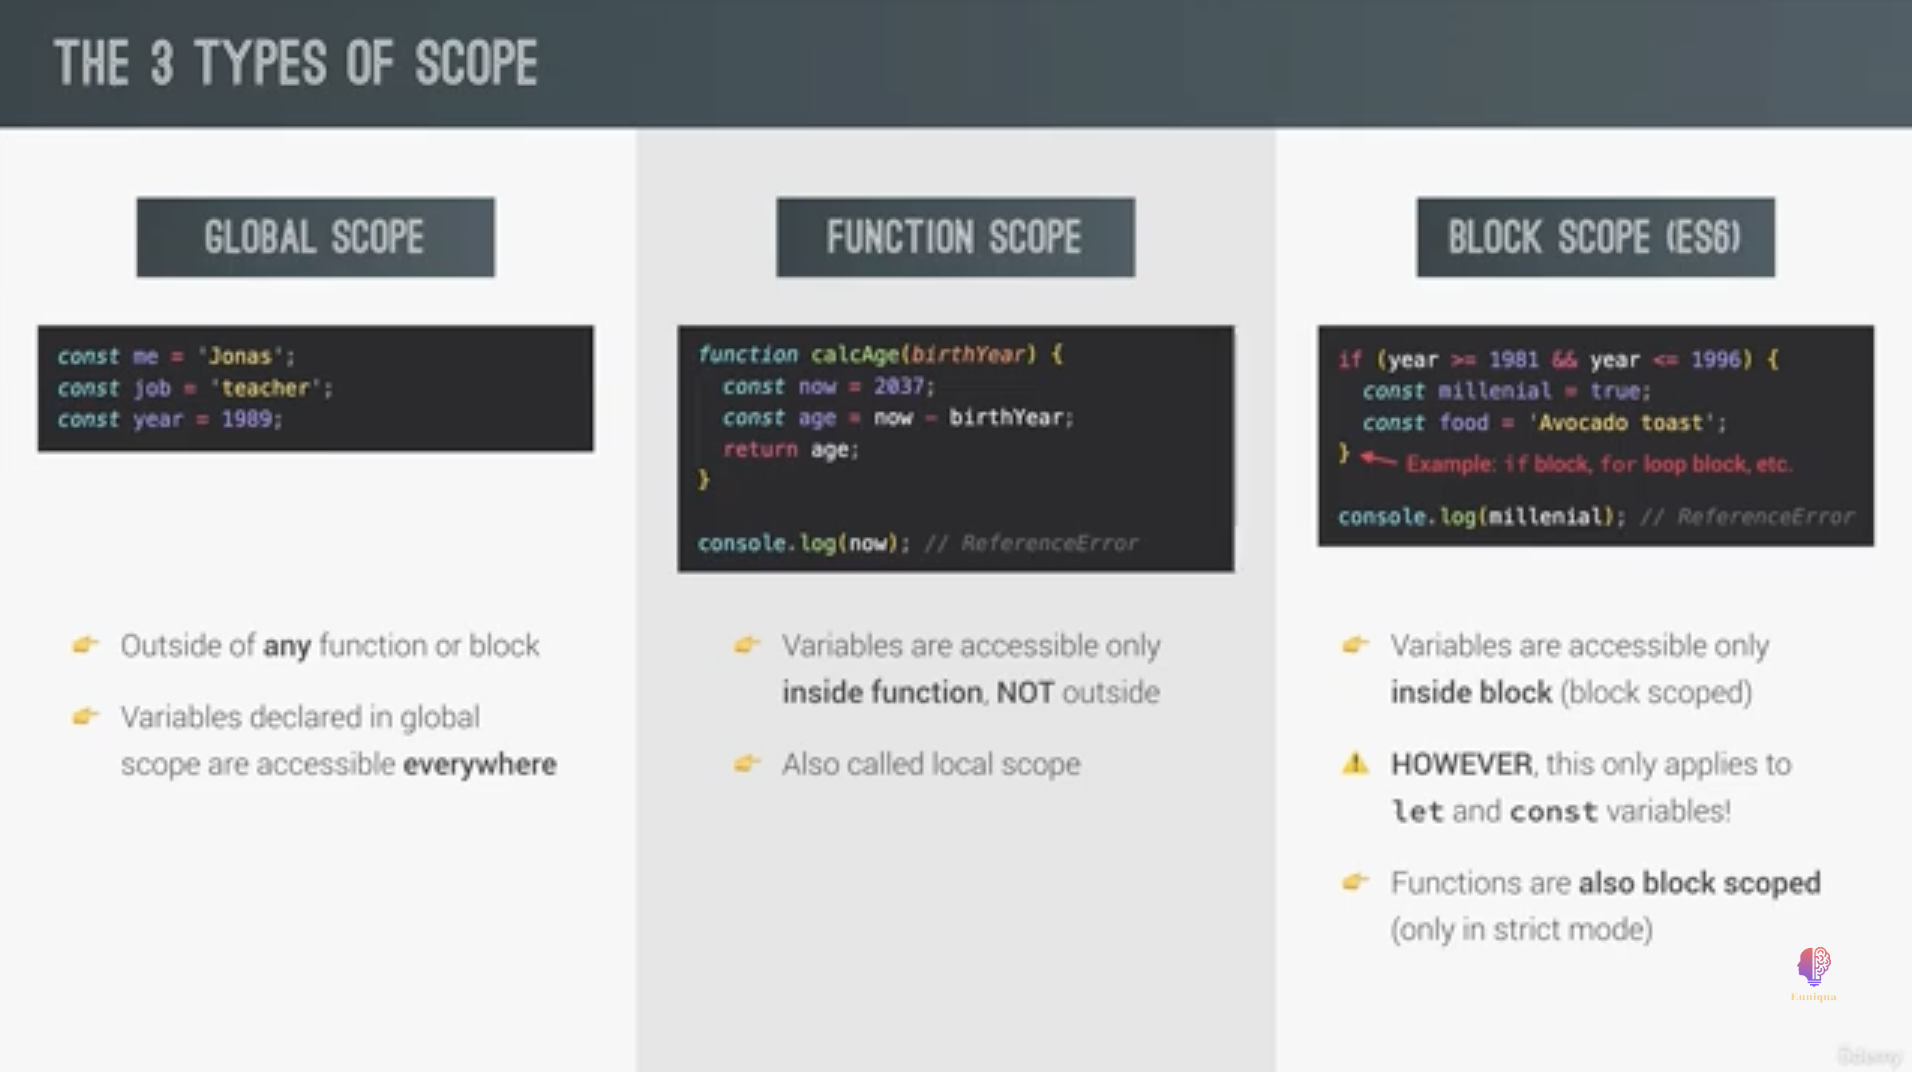 THE 3 TYPES OF SCOPE
GLOBAL SCOPE
const me = 'Jonas';
const job = 'teacher';
const year = 1989;
Outside of any function or block
Variables declared in global
scope are accessible everywhere
FUNCTION SCOPE
function calcAge(birthYear) {
const now = 2037;
const age = now - birthYear;
return age;
}
console.log(now); // ReferenceError
Variables are accessible only
inside function, NOT outside
Also called local scope
BLOCK SCOPE (ES6)
if (year >= 1981 && year <= 1996) {
const millenial = true;
const food = 'Avocado toast';
} Example: if block, for loop block, etc.
console.log(millenial); // ReferenceError
Variables are accessible only
inside block (block scoped)
HOWEVER, this only applies to
let and const variables!
Functions are also block scoped
(only in strict mode)
Euniqna
Udemy